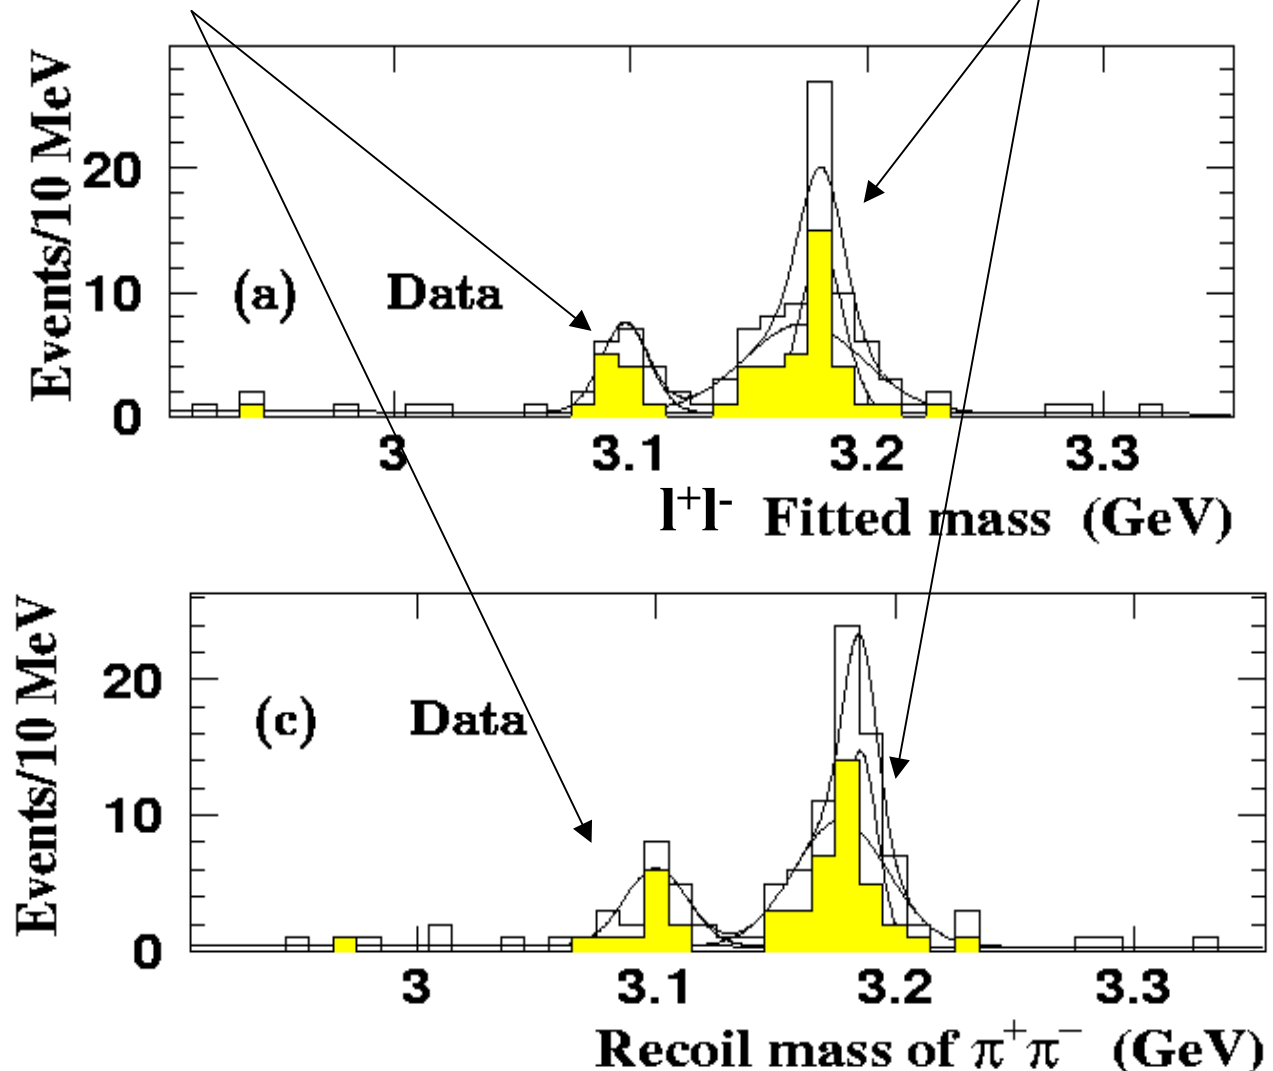 Events/10 MeV
20
10
0
(a) Data
3 3.1 3.2 3.3
l⁺l⁻ Fitted mass (GeV)
Events/10 MeV
20
10
0
(c) Data
3 3.1 3.2 3.3
Recoil mass of π⁺π⁻ (GeV)